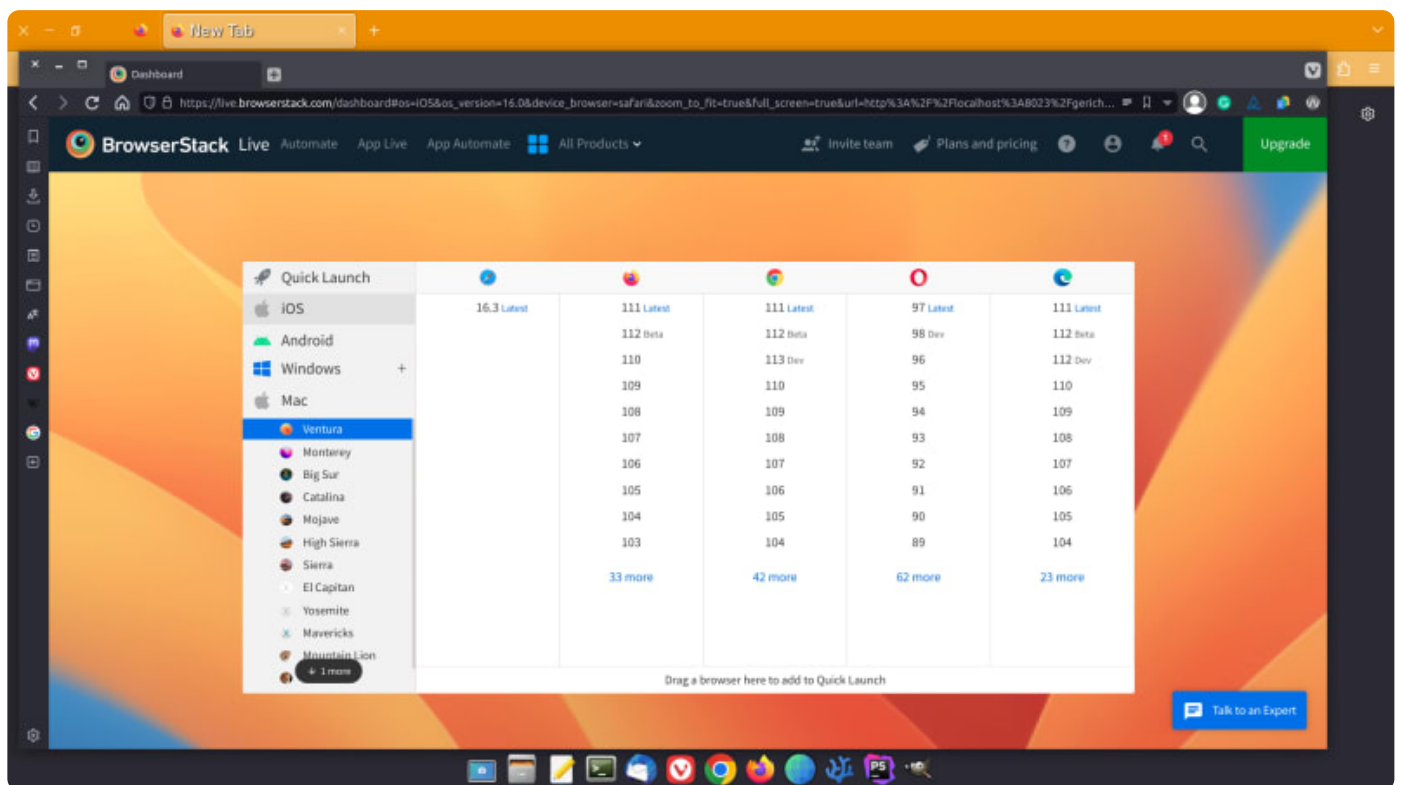 New Tab
Dashboard
https://live.browserstack.com/dashboard#os=iOS&os_version=16.0&device_browser=safari&zoom_to_fit=true&full_screen=true&url=http%3A%2F%2Flocalhost%3A8023%2Fgerich...
BrowserStack Live Automate App Live App Automate All Products Invite team Plans and pricing ? 1 Upgrade
Quick Launch
iOS 16.3 Latest 111 Latest 111 Latest 97 Latest 111 Latest
Android 112 Beta 112 Beta 98 Dev 112 Beta
Windows + 110 113 Dev 96 112 Dev
109 110 95 110
Mac 108 109 94 109
Ventura 107 108 93 108
Monterey 106 107 92 107
Big Sur
Catalina 105 106 91 106
Mojave 104 105 90 105
High Sierra 103 104 89 104
Sierra
El Capitan 33 more 42 more 62 more 23 more
Yosemite
Mavericks
Mountain Lion
1 more
Drag a browser here to add to Quick Launch
Talk to an Expert
PS